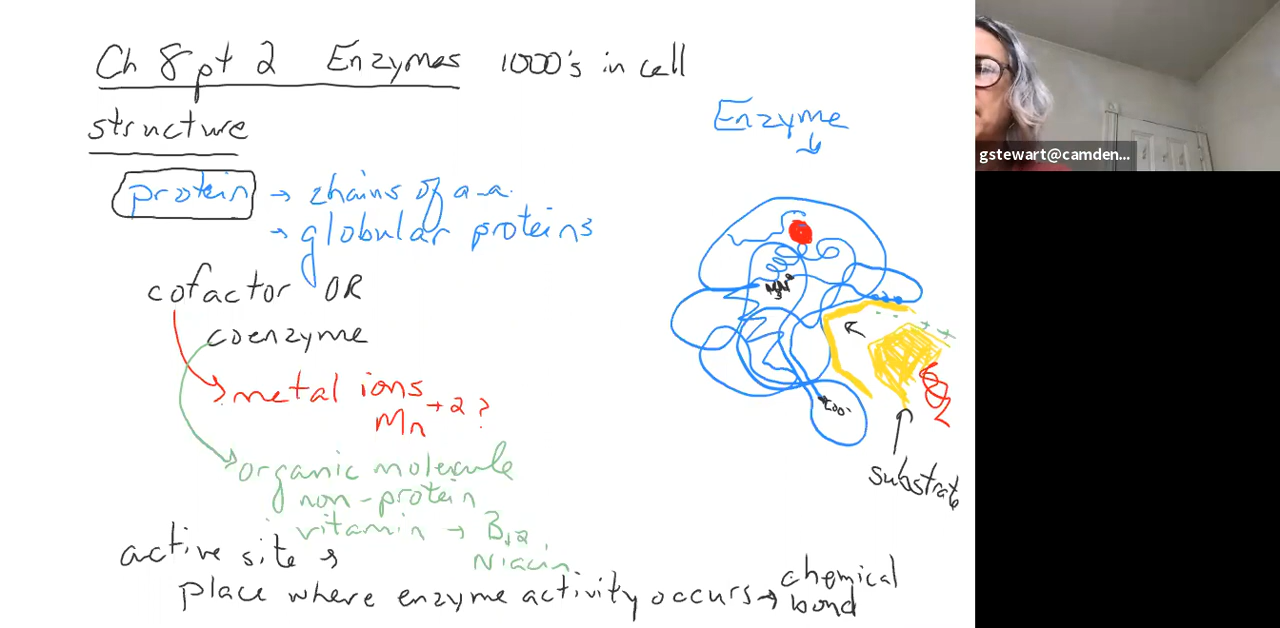 Ch 8 pt 2 Enzymes 1000's in cell
structure
protein → chains of a-a.
→ globular proteins
cofactor OR
coenzyme
metal ions
Mn+2 ?
organic molecule
non-protein
vitamin → B12
Niacin
active site
place where enzyme activity occurs → chemical
bond
Enzyme
COO-
substrate
gstewart@camden...